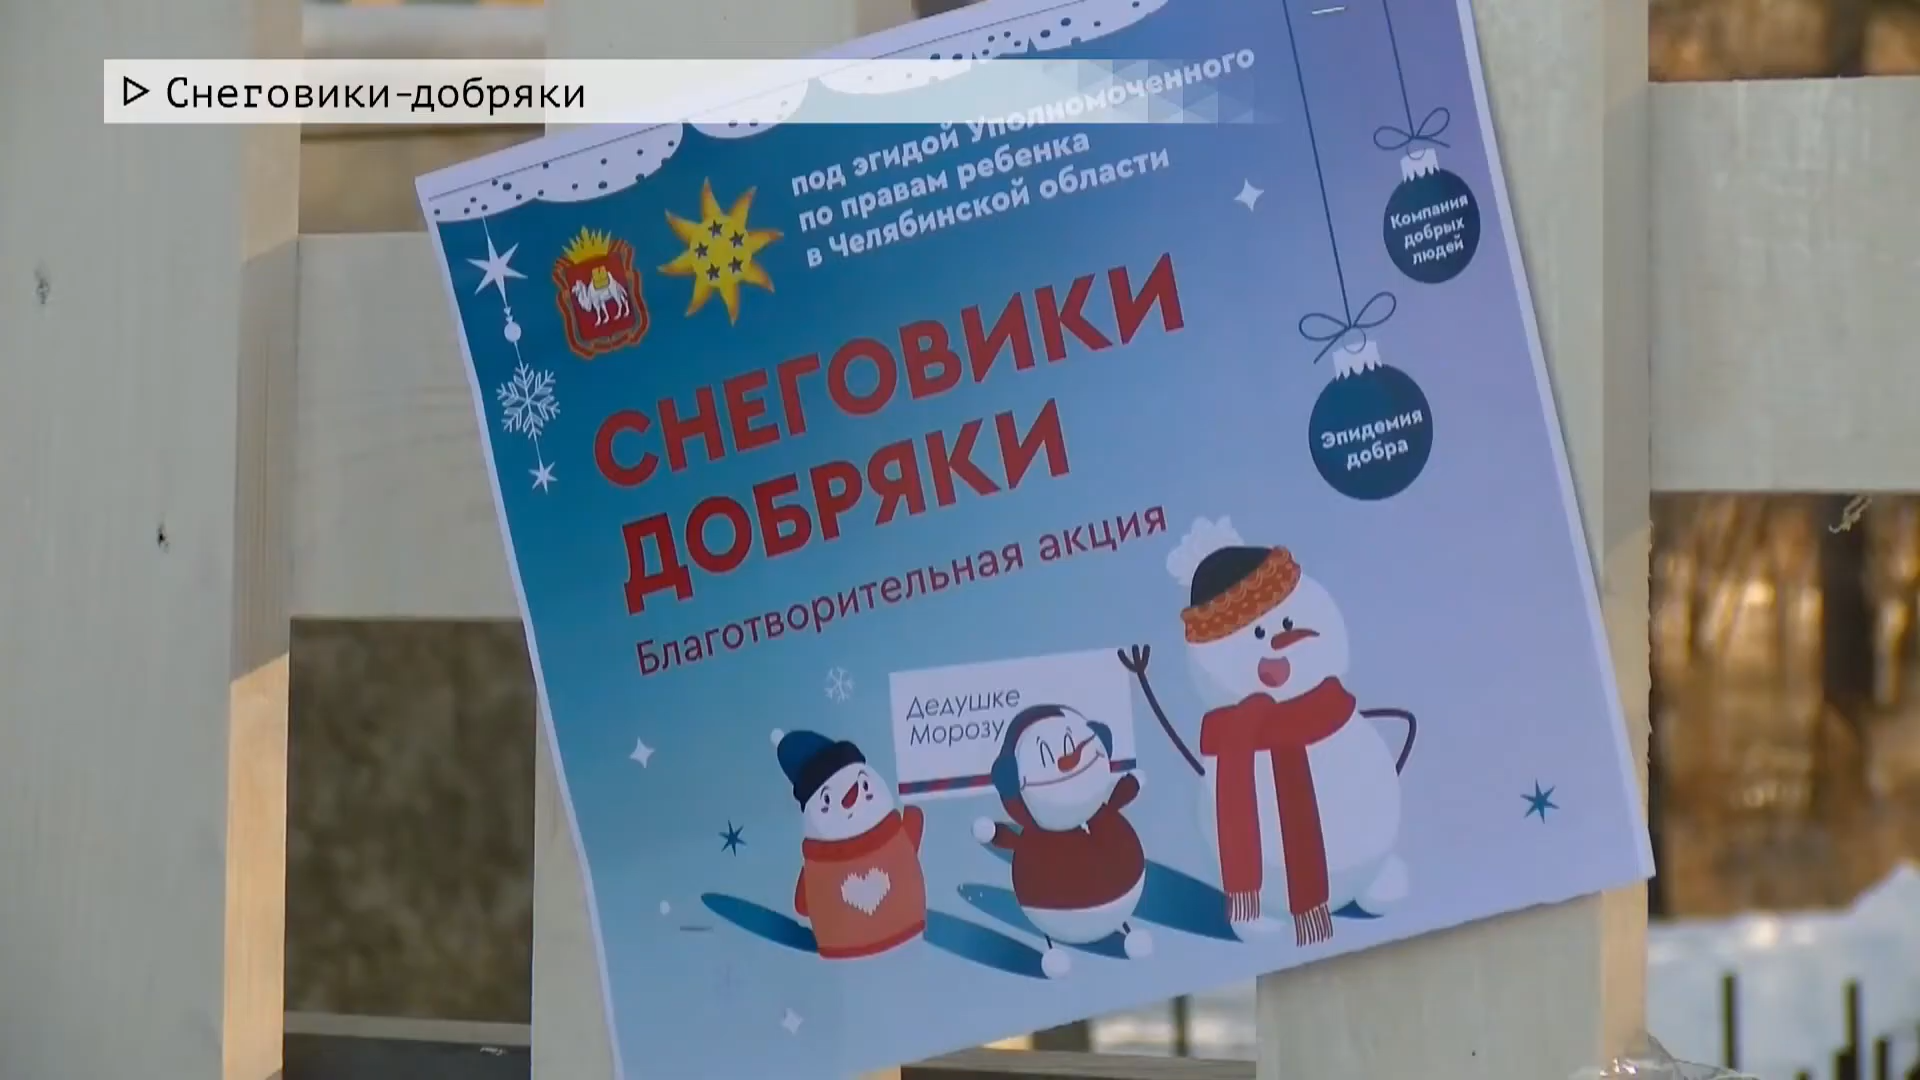 Снеговики-добряки
под эгидой Уполномоченного
по правам ребенка
в Челябинской области
СНЕГОВИКИ
ДОБРЯКИ
Благотворительная акция
Компания
добрых
людей
Эпидемия
добра
Дедушке
Морозу